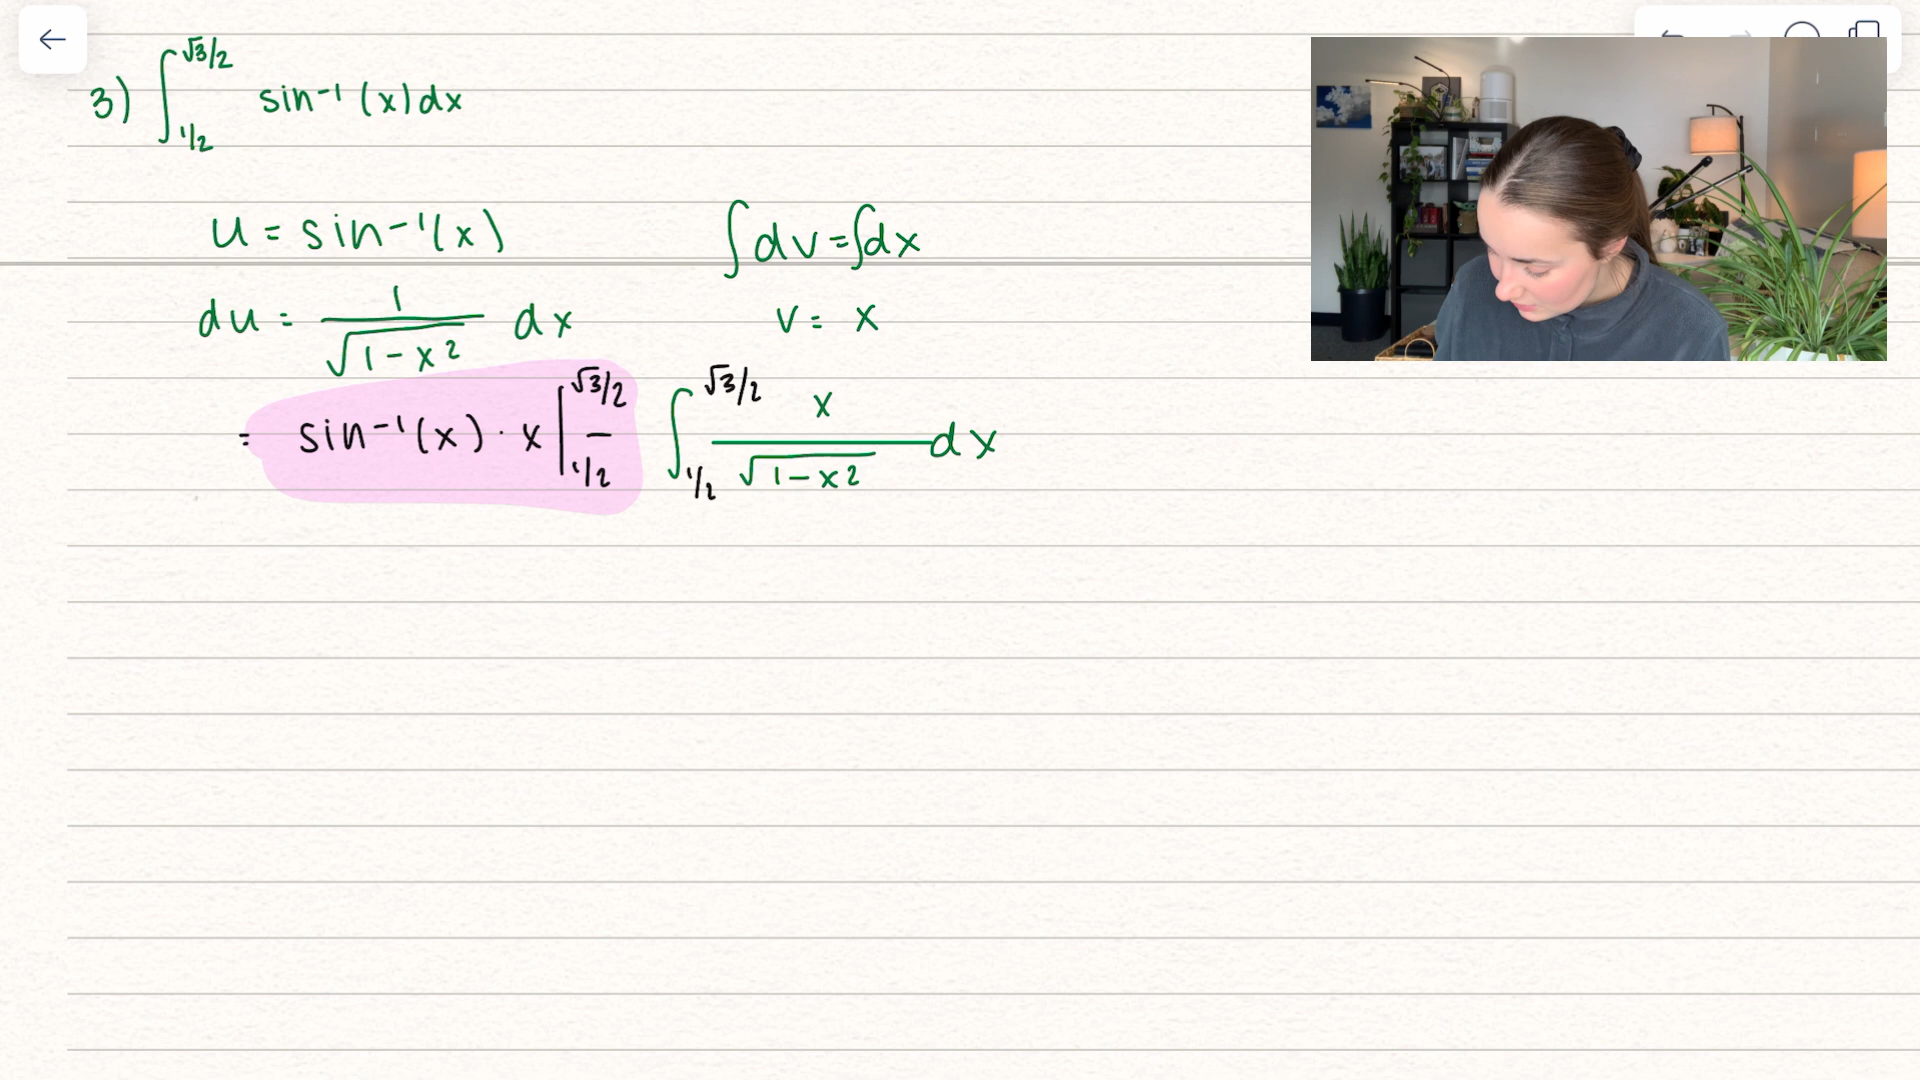 3) ∫_{1/2}^{√3/2} sin⁻¹(x)dx
u = sin⁻¹(x) ∫dv = ∫dx
du = 1/√(1-x²) dx v = x
= sin⁻¹(x)·x |_{1/2}^{√3/2} - ∫_{1/2}^{√3/2} x/√(1-x²) dx